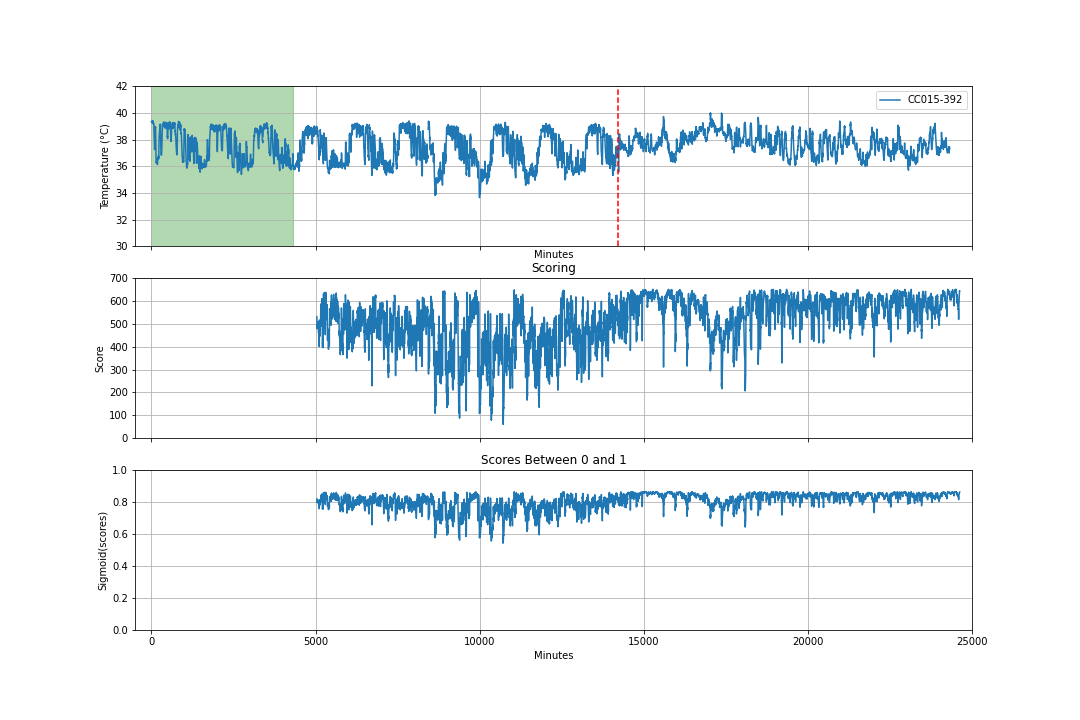 42
40
38
36
34
32
30
Temperature (°C)
CC015-392
Minutes
Scoring
700
600
500
400
300
200
100
0
Score
Scores Between 0 and 1
1.0
0.8
0.6
0.4
0.2
0.0
Sigmoid(scores)
0 5000 10000 15000 20000 25000
Minutes